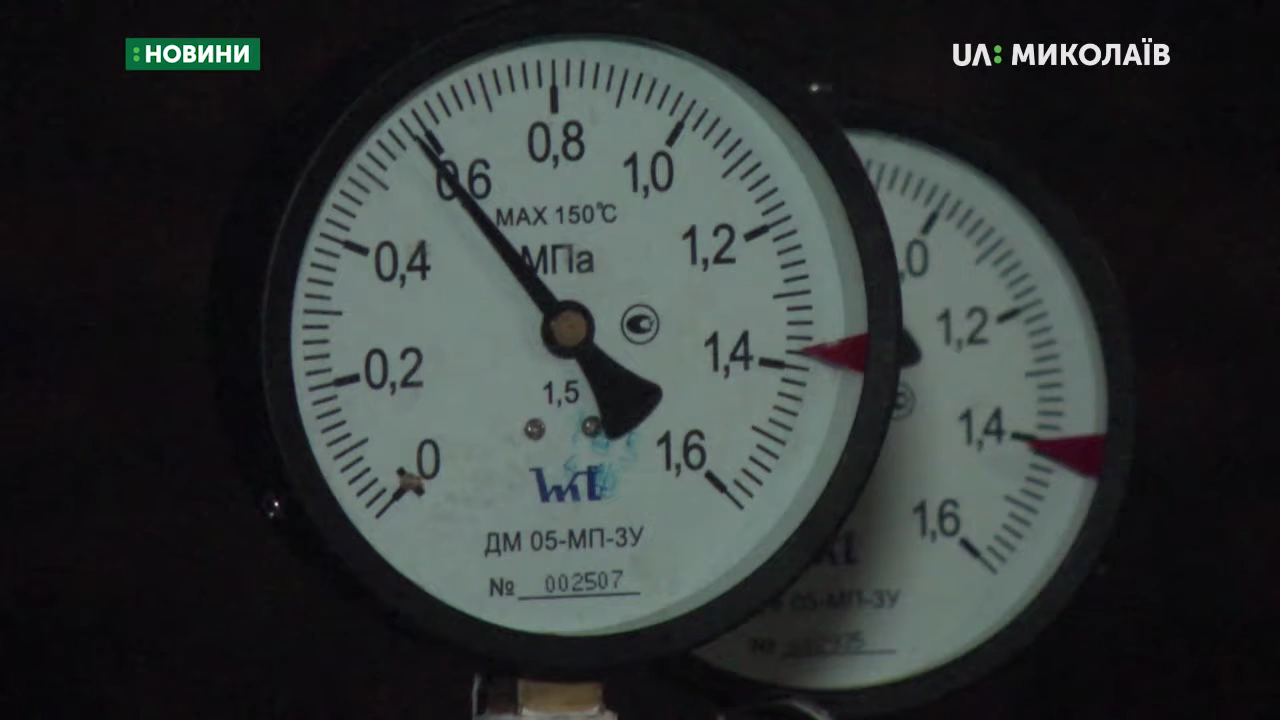 :НОВИНИ
UA: МИКОЛАЇВ
0,8
0,6
1,0
MAX 150°C
0,4
МПа
1,2
0,2
1,4
1,5
0
1,6
ДМ 05-МП-3У
№ 002507
1,2
1,4
1,6
05-МП-3У
№